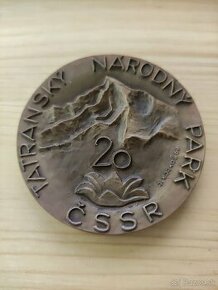 TATRANSKÝ NÁRODNÝ PARK
20
ČSSR